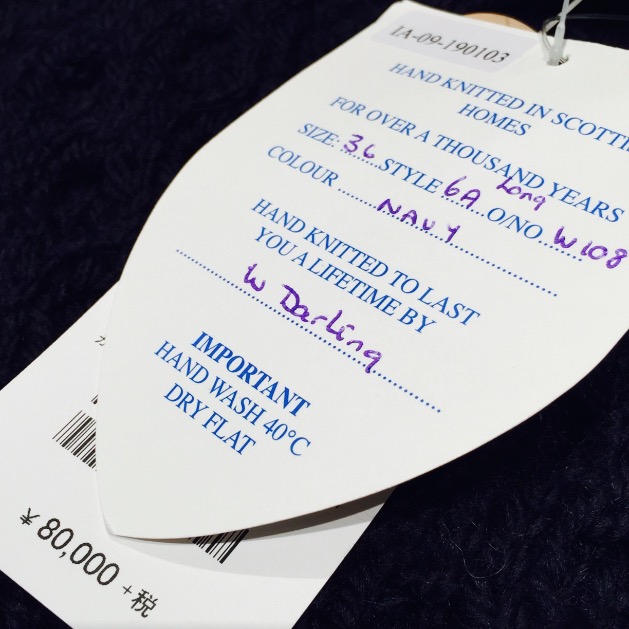 IA-09-190103
HAND KNITTED IN SCOTTI
HOMES
FOR OVER A THOUSAND YEARS
SIZE: 36 STYLE 6A Long O/NO. W108
COLOUR NAVY
HAND KNITTED TO LAST
YOU A LIFETIME BY
W Darling
IMPORTANT
HAND WASH 40°C
DRY FLAT
¥ 80,000 +税